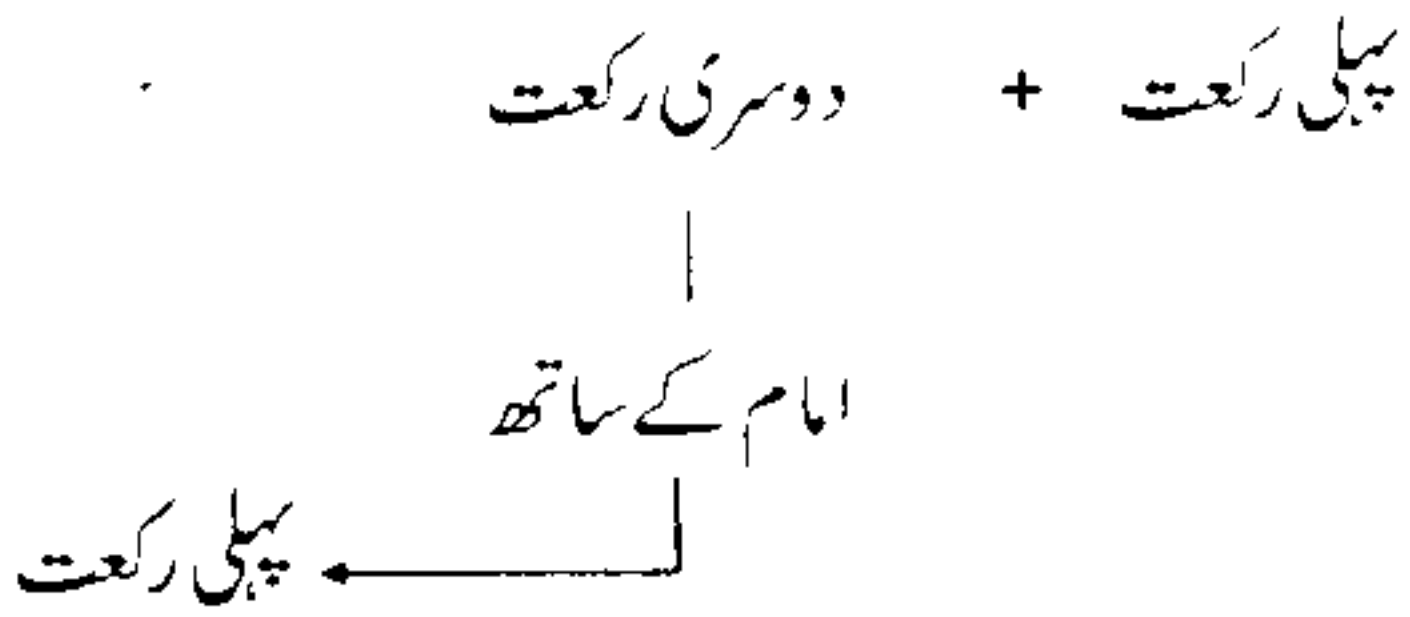 پہلی رکعت + دوسری رکعت
امام کے ساتھ
پہلی رکعت